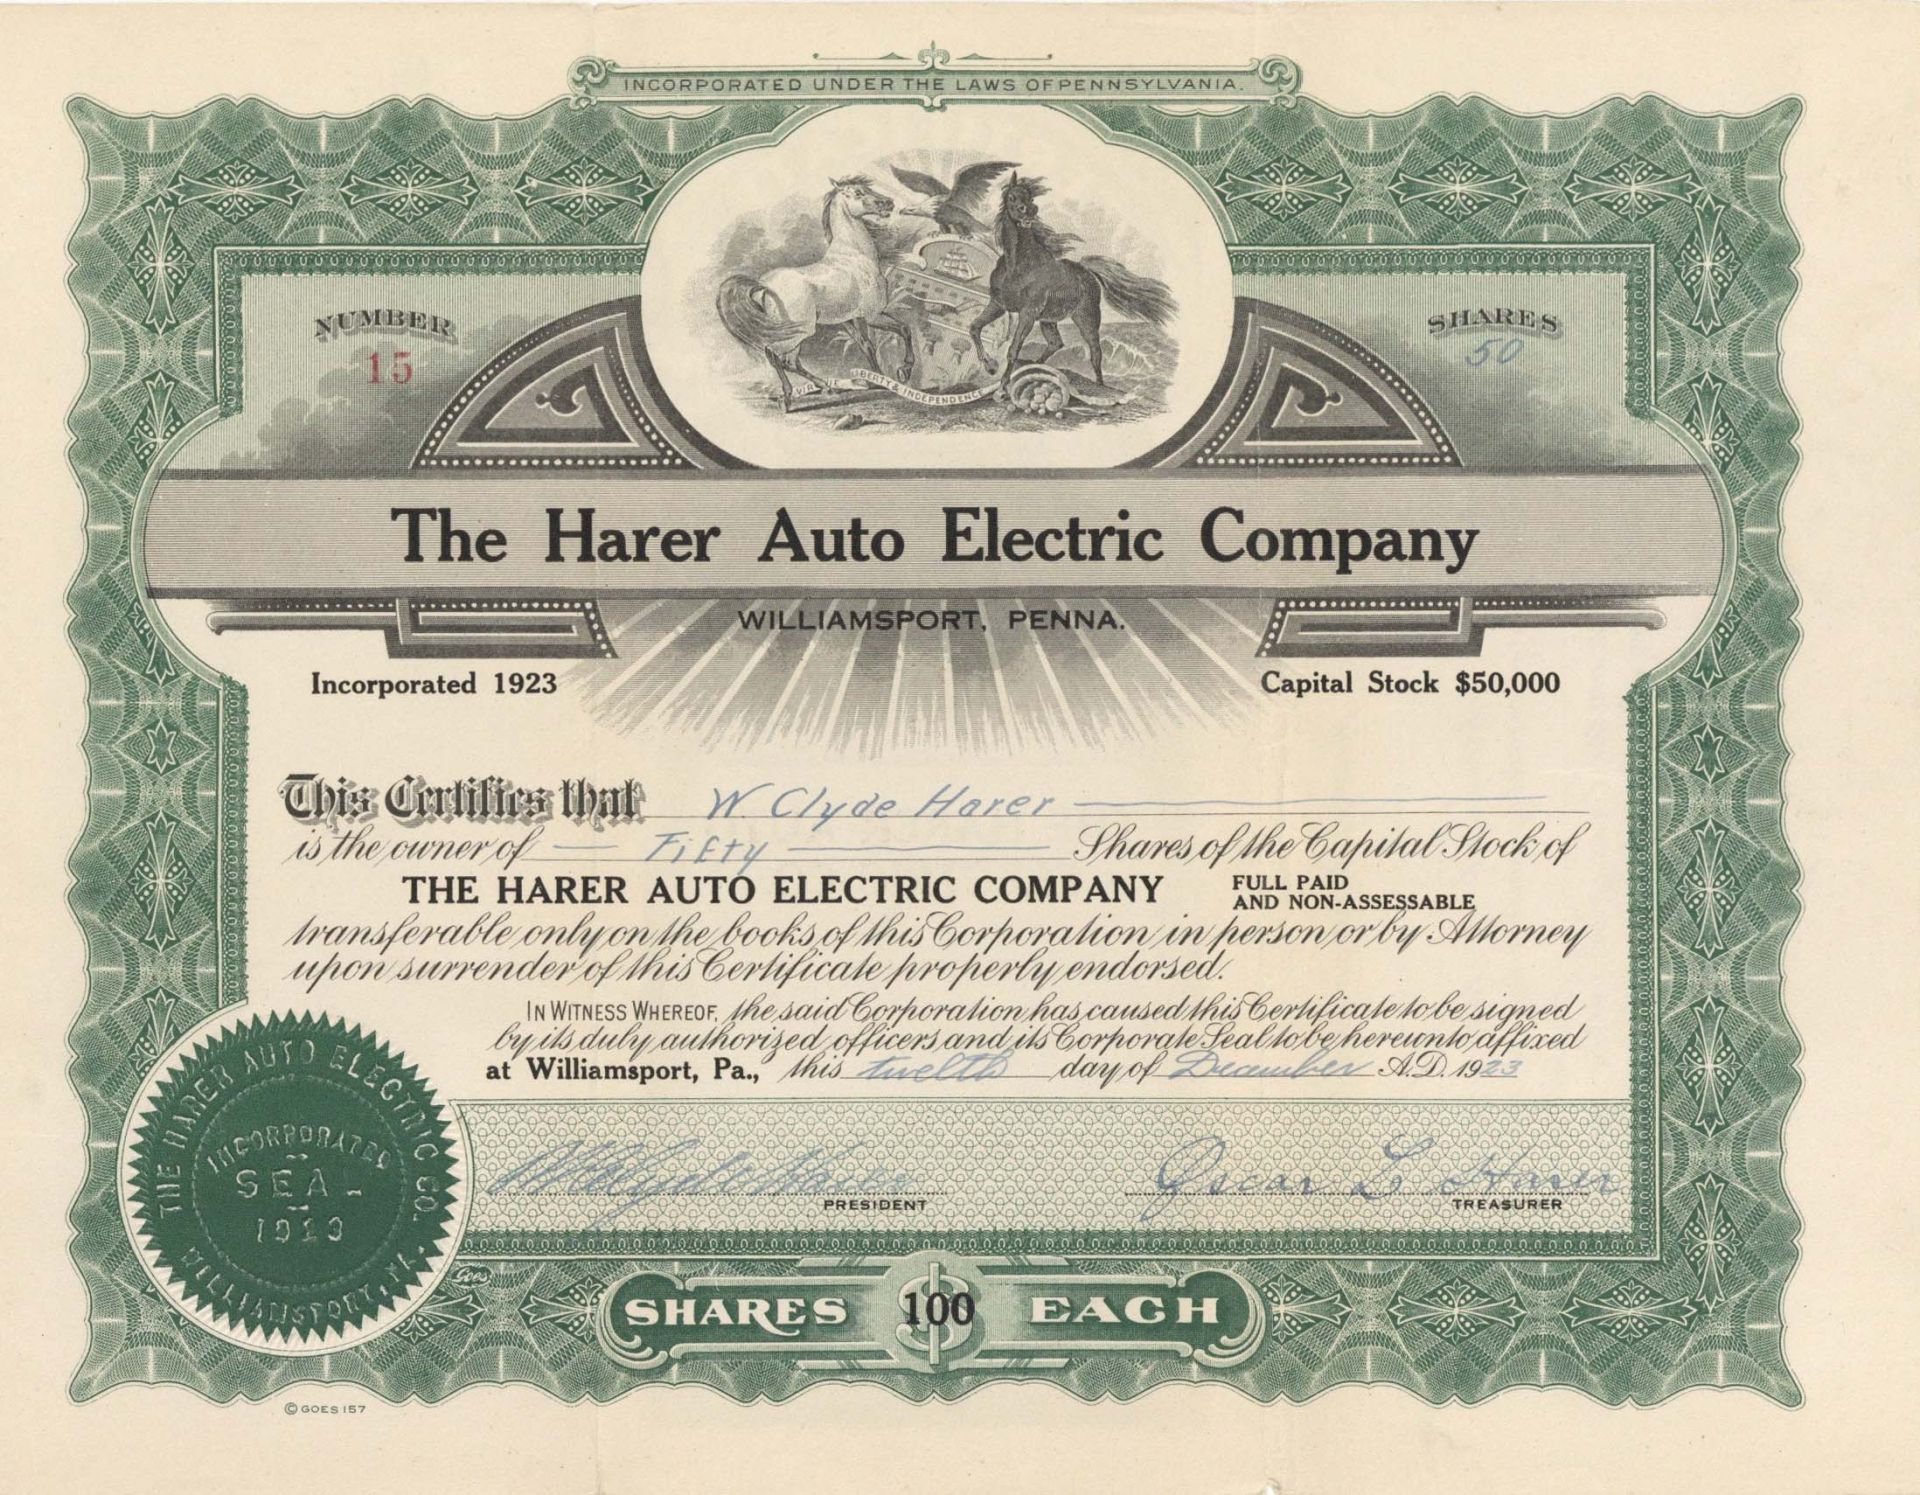 INCORPORATED UNDER THE LAWS OF PENNSYLVANIA.
NUMBER
15
SHARES
50
VIRTUE LIBERTY & INDEPENDENCE
The Harer Auto Electric Company
WILLIAMSPORT, PENNA.
Incorporated 1923
Capital Stock $50,000
This Certifies that W. Clyde Harer
is the owner of Fifty Shares of the Capital Stock of
THE HARER AUTO ELECTRIC COMPANY FULL PAID AND NON-ASSESSABLE
transferable only on the books of this Corporation in person or by Attorney
upon surrender of this Certificate properly endorsed.
IN WITNESS WHEREOF, the said Corporation has caused this Certificate to be signed
by its duly authorized officers and its Corporate Seal to be hereunto affixed
at Williamsport, Pa., this twelth day of December A.D. 1923
THE HARER AUTO ELECTRIC CO.
INCORPORATED
SEAL
1923
WILLIAMSPORT, PA.
W Clyde Harer
PRESIDENT
Oscar L Harer
TREASURER
Goes
SHARES $100 EACH
© GOES 157